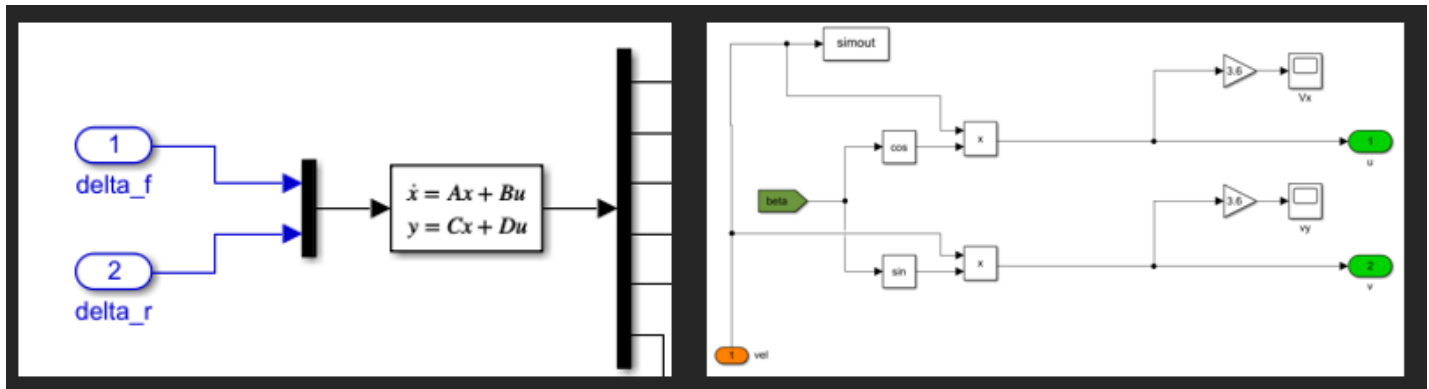 1
delta_f
2
delta_r
ẋ = Ax + Bu
y = Cx + Du
simout
3.6
Vx
cos
x
1
u
beta
3.6
vy
sin
x
2
v
1
vel